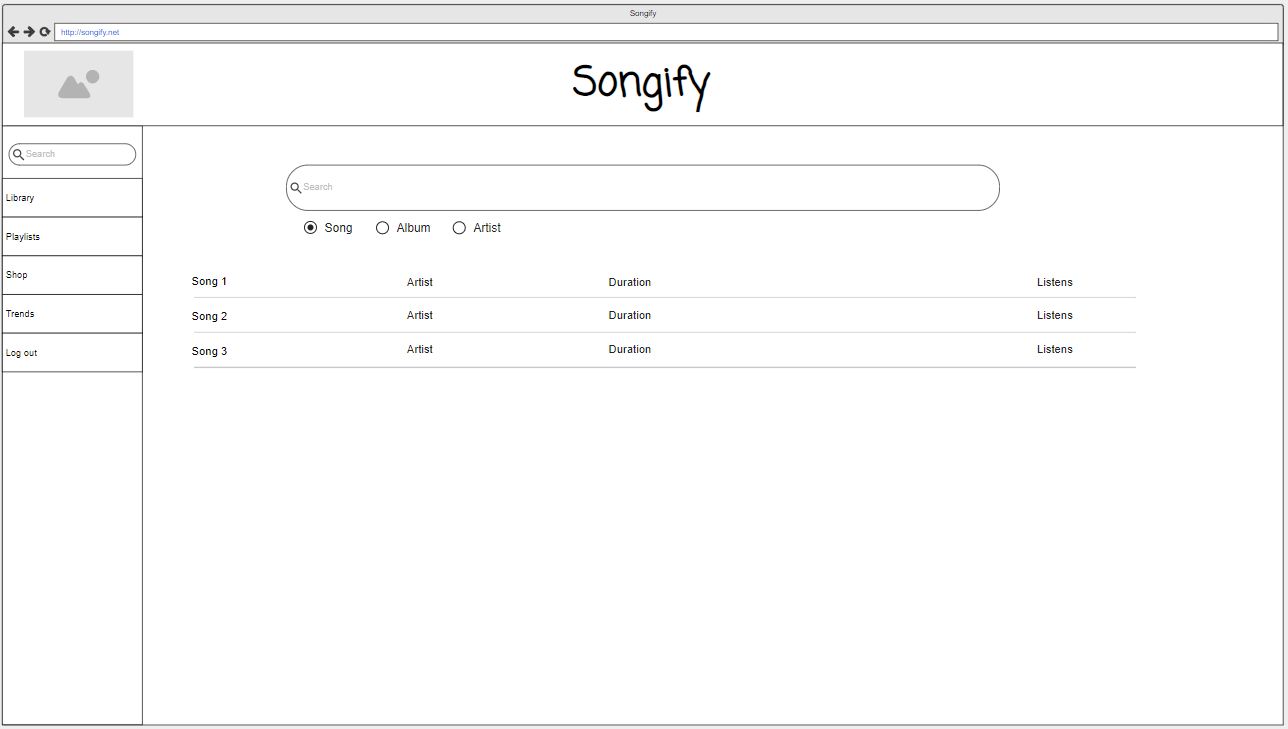 Songify
http://songify.net
Songify
Search
Library
Playlists
Shop
Trends
Log out
Search
Song Album Artist
Song 1 Artist Duration Listens
Song 2 Artist Duration Listens
Song 3 Artist Duration Listens